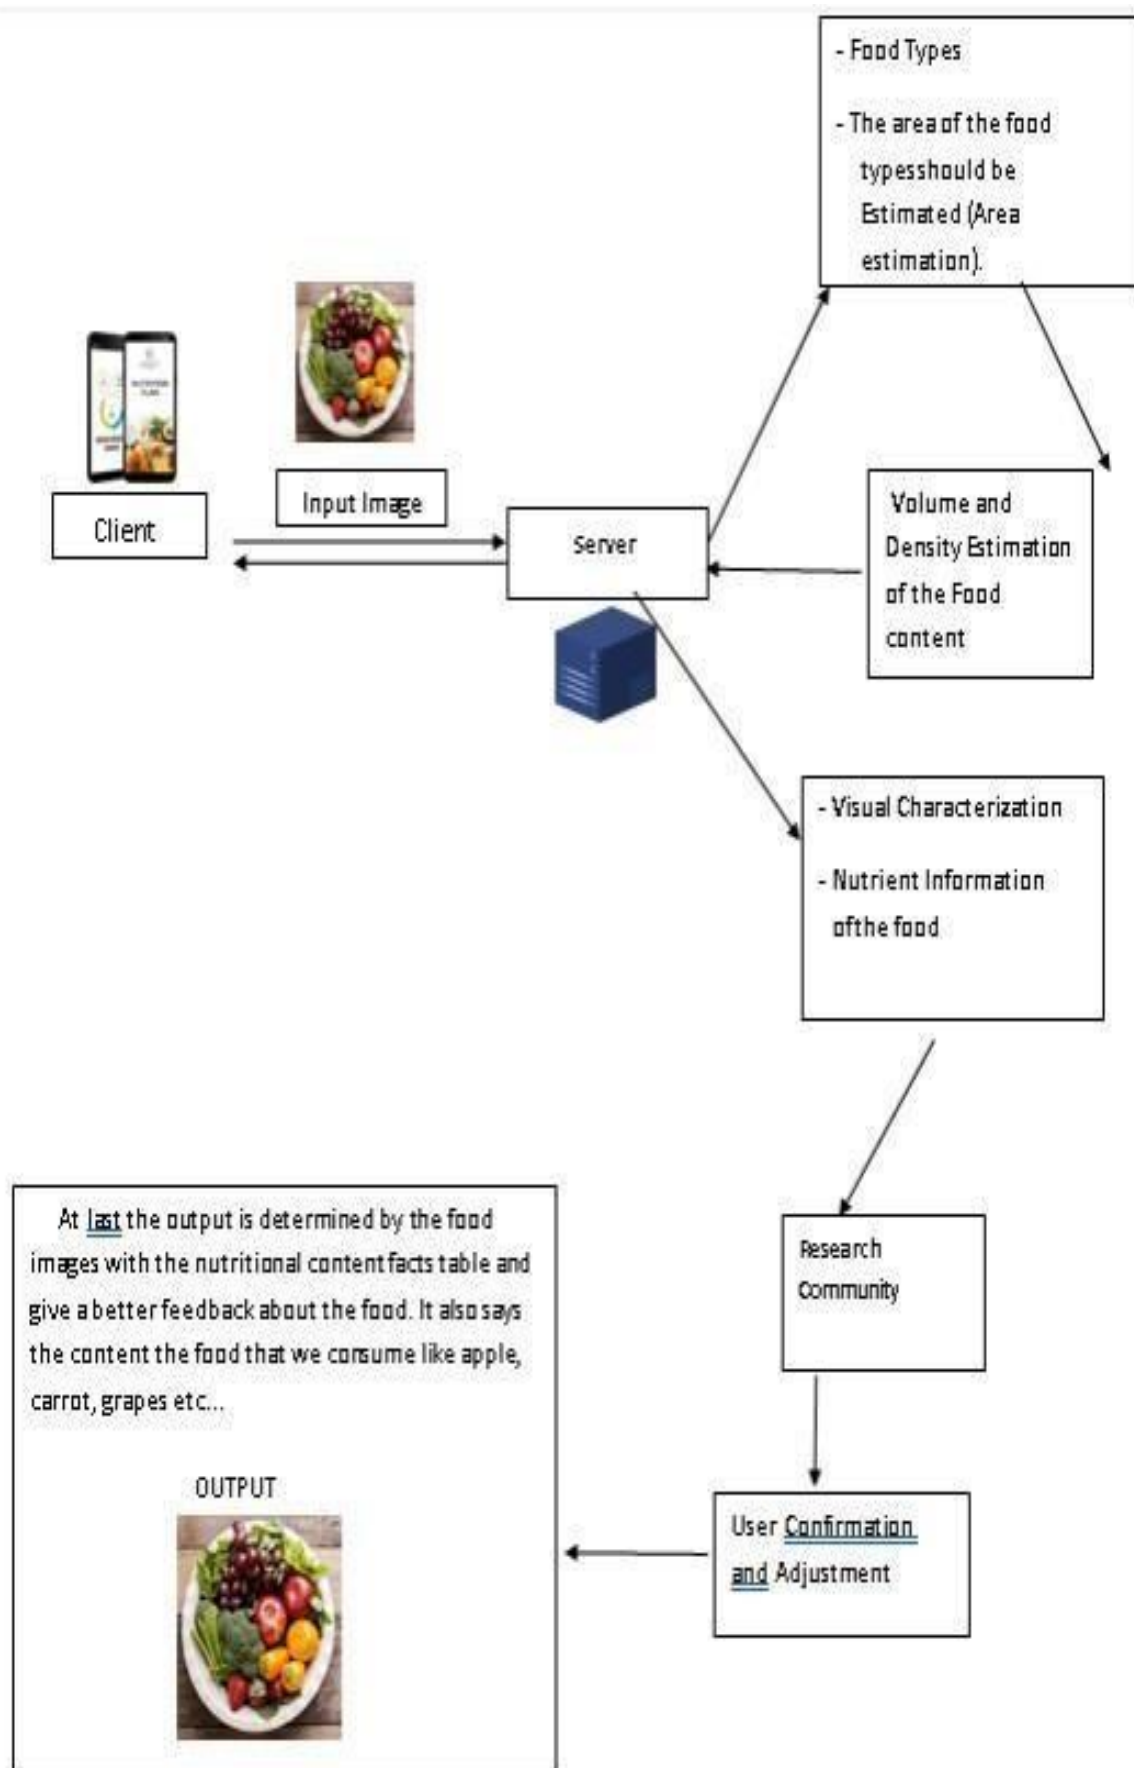 - Food Types
- The area of the food
typesshould be
Estimated (Area
estimation).
Input Image
Client
Server
Volume and
Density Estimation
of the Food
content
- Visual Characterization
- Nutrient Information
ofthe food
Research
Community
User Confirmation
and Adjustment
At last the output is determined by the food
images with the nutritional content facts table and
give a better feedback about the food. It also says
the content the food that we consume like apple,
carrot, grapes etc...
OUTPUT